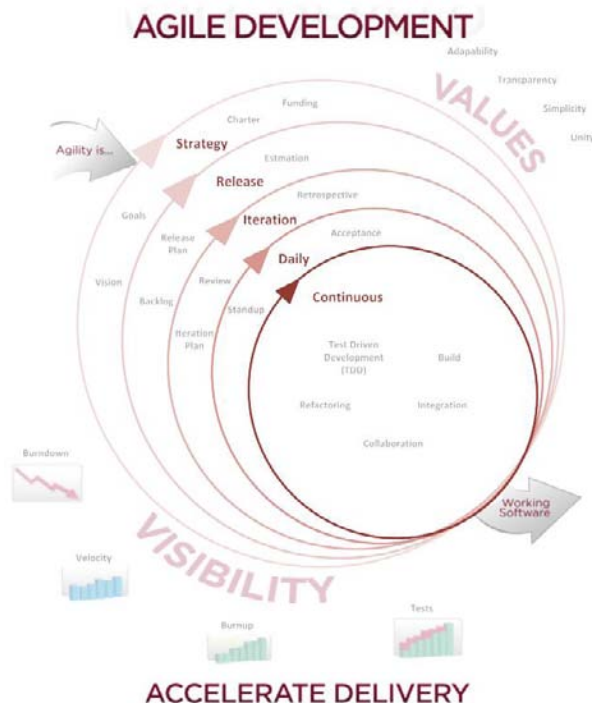 AGILE DEVELOPMENT
Adapability
Transparency
Simplicity
Unity
VALUES
Funding
Charter
Agility is...
Strategy
Estmation
Release
Goals
Retrospective
Iteration
Release
Plan
Acceptance
Daily
Vision
Review
Backlog
Standup
Continuous
Iteration
Plan
Test Driven
Development
(TDD)
Build
Refactoring
Integration
Collaboration
Burndown
Working
Software
VISIBILITY
Velocity
Burnup
Tests
ACCELERATE DELIVERY